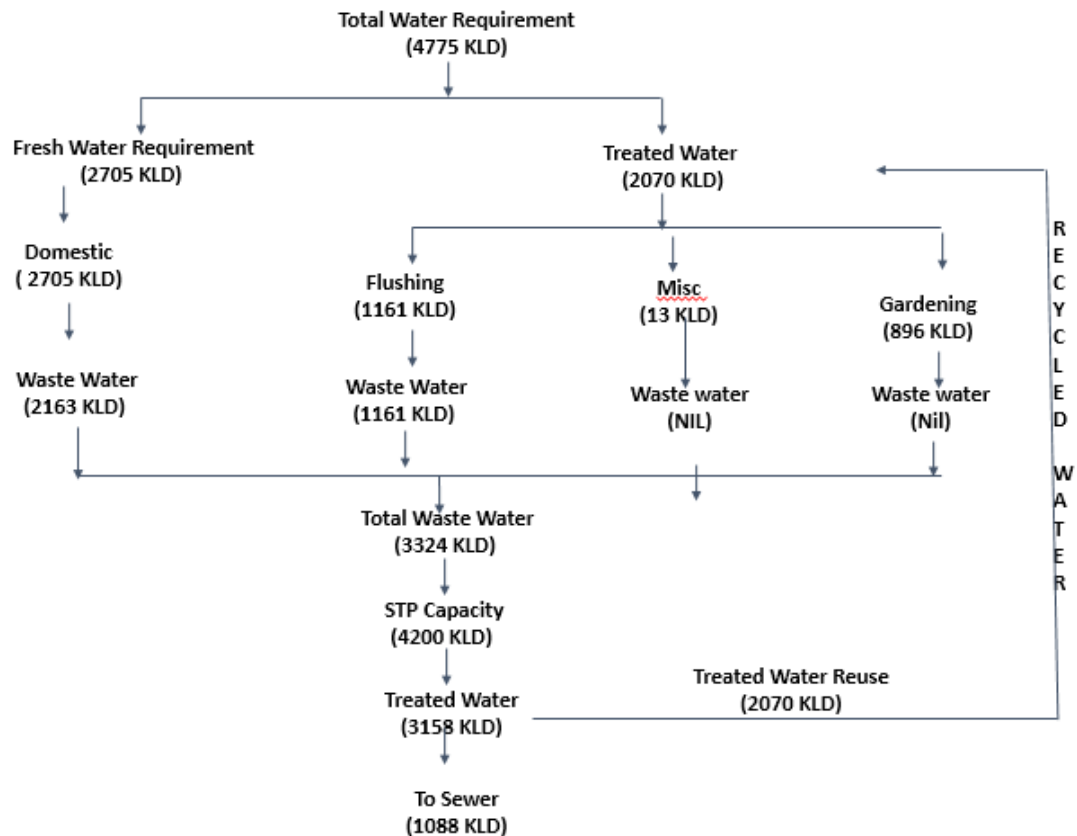 Total Water Requirement
(4775 KLD)
Fresh Water Requirement
(2705 KLD)
Treated Water
(2070 KLD)
Domestic
( 2705 KLD)
Flushing
(1161 KLD)
Misc
(13 KLD)
Gardening
(896 KLD)
Waste Water
(2163 KLD)
Waste Water
(1161 KLD)
Waste water
(NIL)
Waste water
(Nil)
Total Waste Water
(3324 KLD)
STP Capacity
(4200 KLD)
Treated Water
(3158 KLD)
Treated Water Reuse
(2070 KLD)
To Sewer
(1088 KLD)
RECYCLED WATER